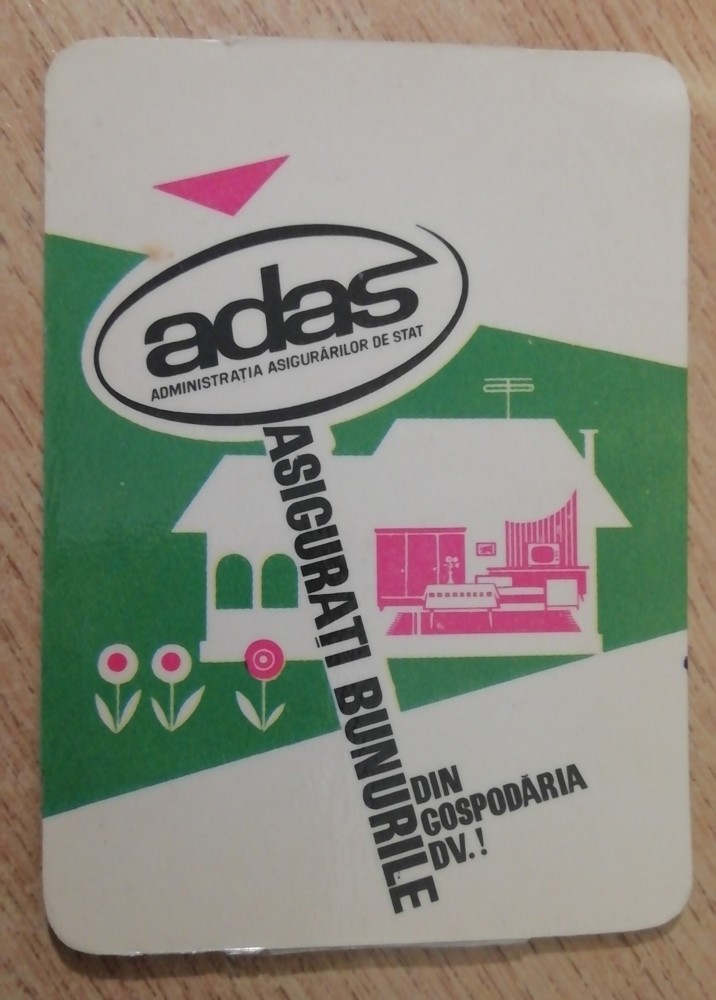 adas
ADMINISTRAȚIA ASIGURĂRILOR DE STAT
ASIGURAȚI BUNURILE
DIN
GOSPODĂRIA
DV.!